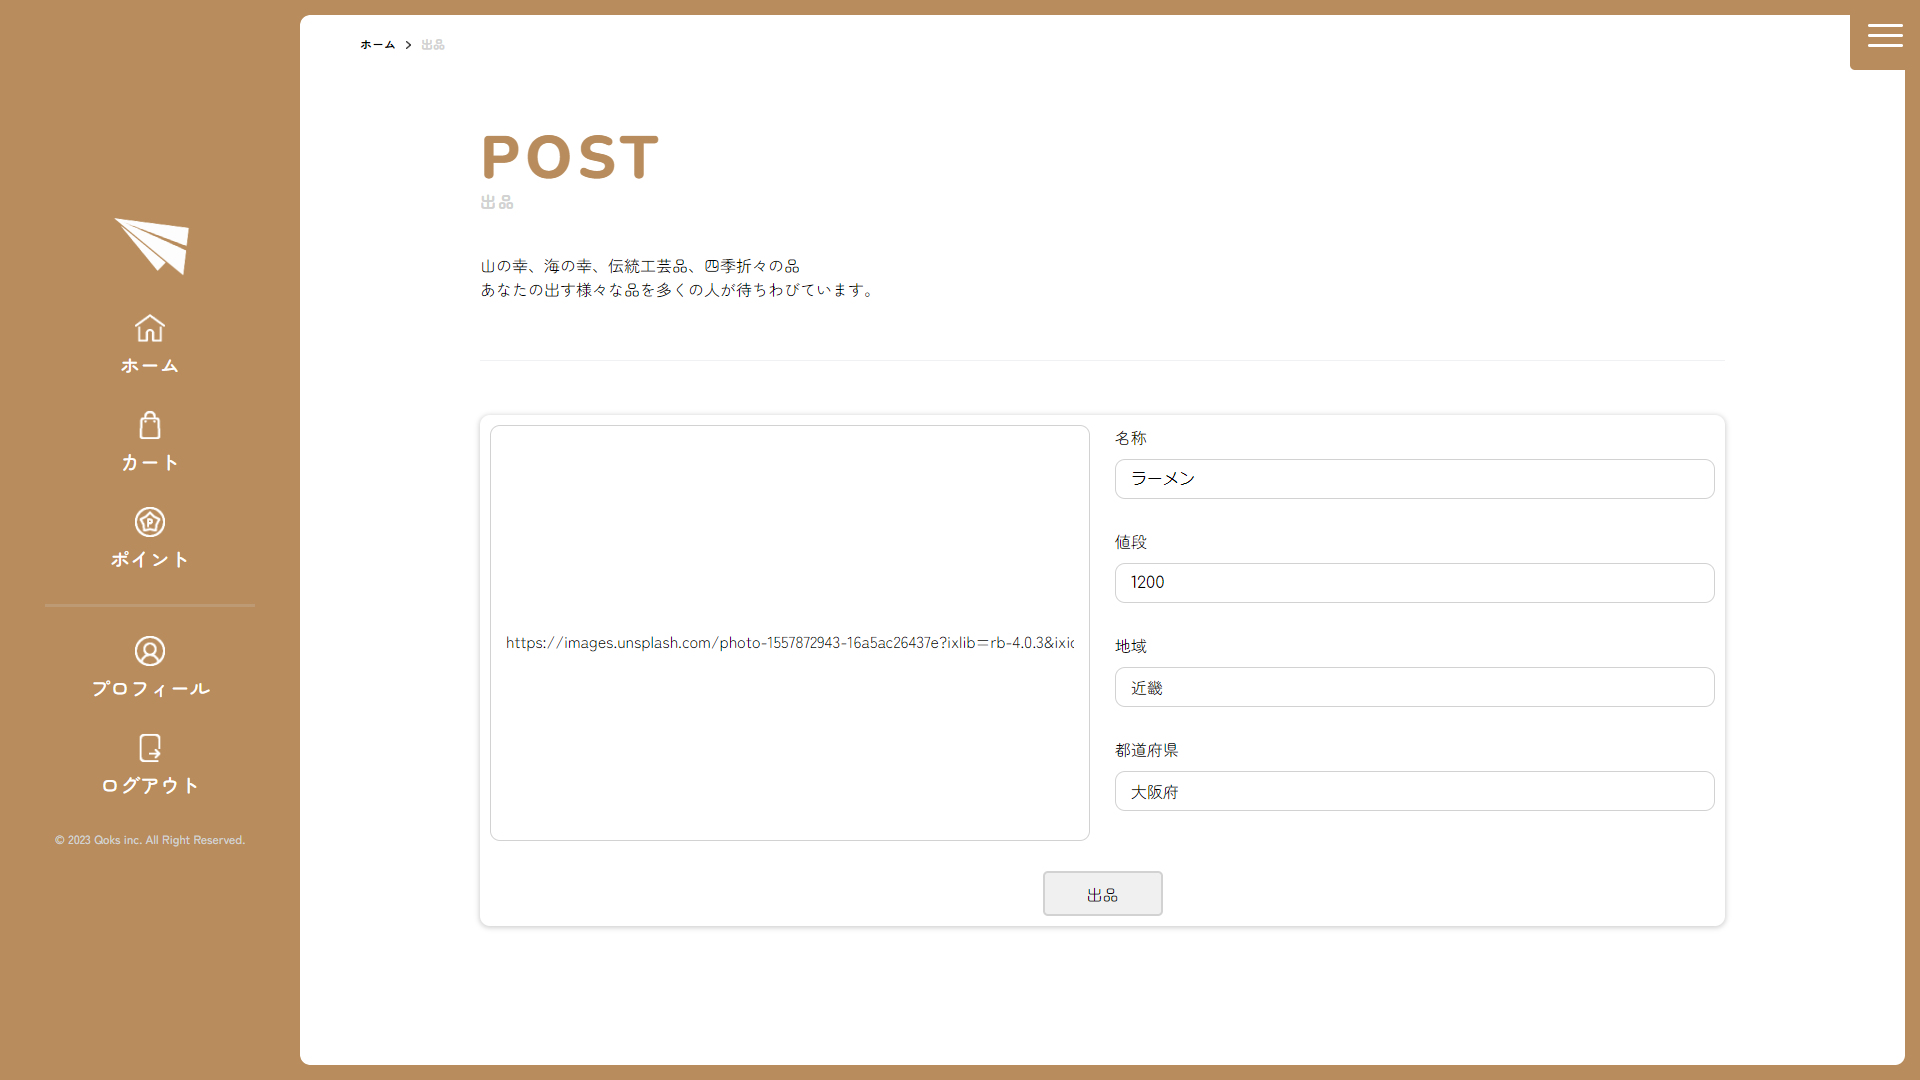 ホーム
カート
ポイント
プロフィール
ログアウト
© 2023 Qoks inc. All Right Reserved.
ホーム > 出品
POST
出品
山の幸、海の幸、伝統工芸品、四季折々の品
あなたの出す様々な品を多くの人が待ちわびています。
https://images.unsplash.com/photo-1557872943-16a5ac26437e?ixlib=rb-4.0.3&ixic
名称
ラーメン
値段
1200
地域
近畿
都道府県
大阪府
出品